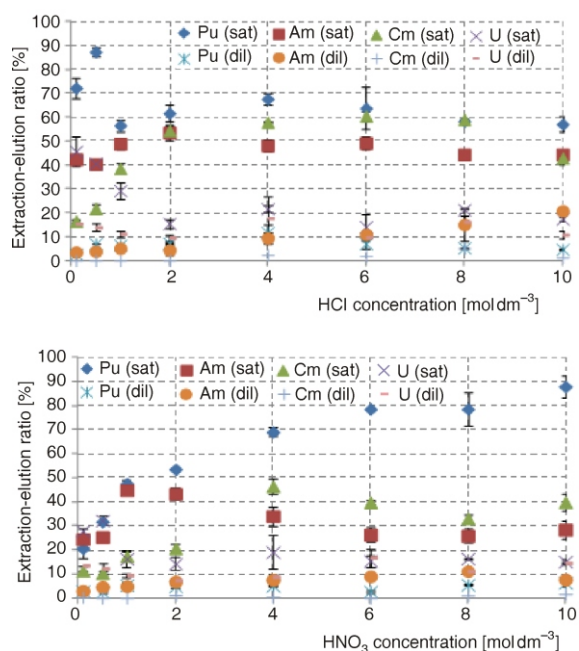 Extraction-elution ratio [%]
100
90
80
70
60
50
40
30
20
10
0
Pu (sat) Am (sat) Cm (sat) U (sat)
Pu (dil) Am (dil) Cm (dil) U (dil)
0 2 4 6 8 10
HCl concentration [mol dm⁻³]
Extraction-elution ratio [%]
100
90
80
70
60
50
40
30
20
10
0
Pu (sat) Am (sat) Cm (sat) U (sat)
Pu (dil) Am (dil) Cm (dil) U (dil)
0 2 4 6 8 10
HNO₃ concentration [mol dm⁻³]